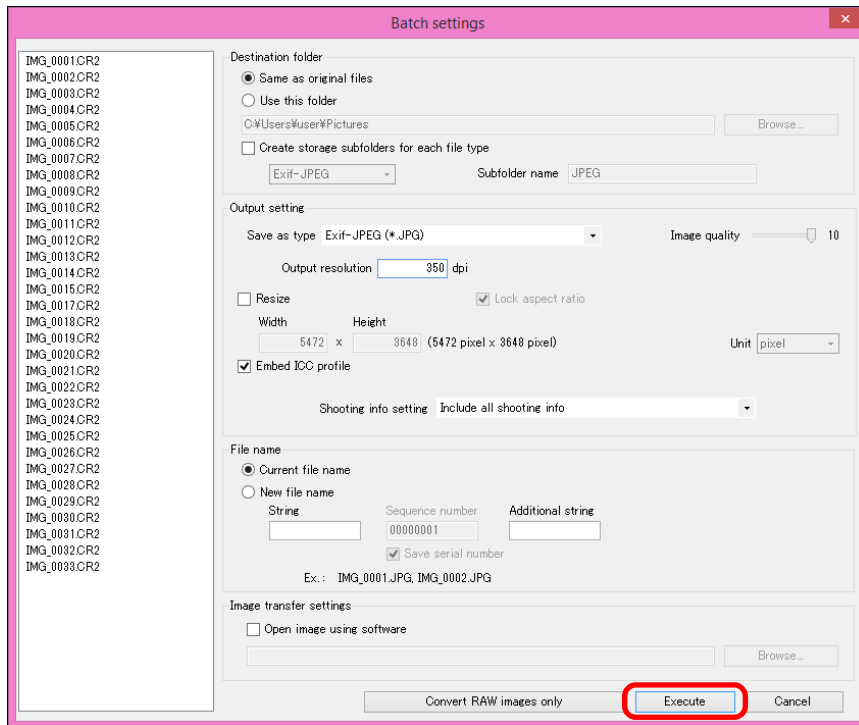 Batch settings
IMG_0001.CR2
IMG_0002.CR2
IMG_0003.CR2
IMG_0004.CR2
IMG_0005.CR2
IMG_0006.CR2
IMG_0007.CR2
IMG_0008.CR2
IMG_0009.CR2
IMG_0010.CR2
IMG_0011.CR2
IMG_0012.CR2
IMG_0013.CR2
IMG_0014.CR2
IMG_0015.CR2
IMG_0017.CR2
IMG_0018.CR2
IMG_0019.CR2
IMG_0020.CR2
IMG_0021.CR2
IMG_0022.CR2
IMG_0023.CR2
IMG_0024.CR2
IMG_0025.CR2
IMG_0026.CR2
IMG_0027.CR2
IMG_0028.CR2
IMG_0029.CR2
IMG_0030.CR2
IMG_0031.CR2
IMG_0032.CR2
IMG_0033.CR2
Destination folder
Same as original files
Use this folder
C:¥Users¥user¥Pictures Browse...
Create storage subfolders for each file type
Exif-JPEG Subfolder name JPEG
Output setting
Save as type Exif-JPEG (*.JPG) Image quality 10
Output resolution 350 dpi
Resize Lock aspect ratio
Width Height
5472 x 3648 (5472 pixel x 3648 pixel) Unit pixel
Embed ICC profile
Shooting info setting Include all shooting info
File name
Current file name
New file name
String Sequence number Additional string
00000001
Save serial number
Ex.: IMG_0001.JPG, IMG_0002.JPG
Image transfer settings
Open image using software
Browse...
Convert RAW images only Execute Cancel